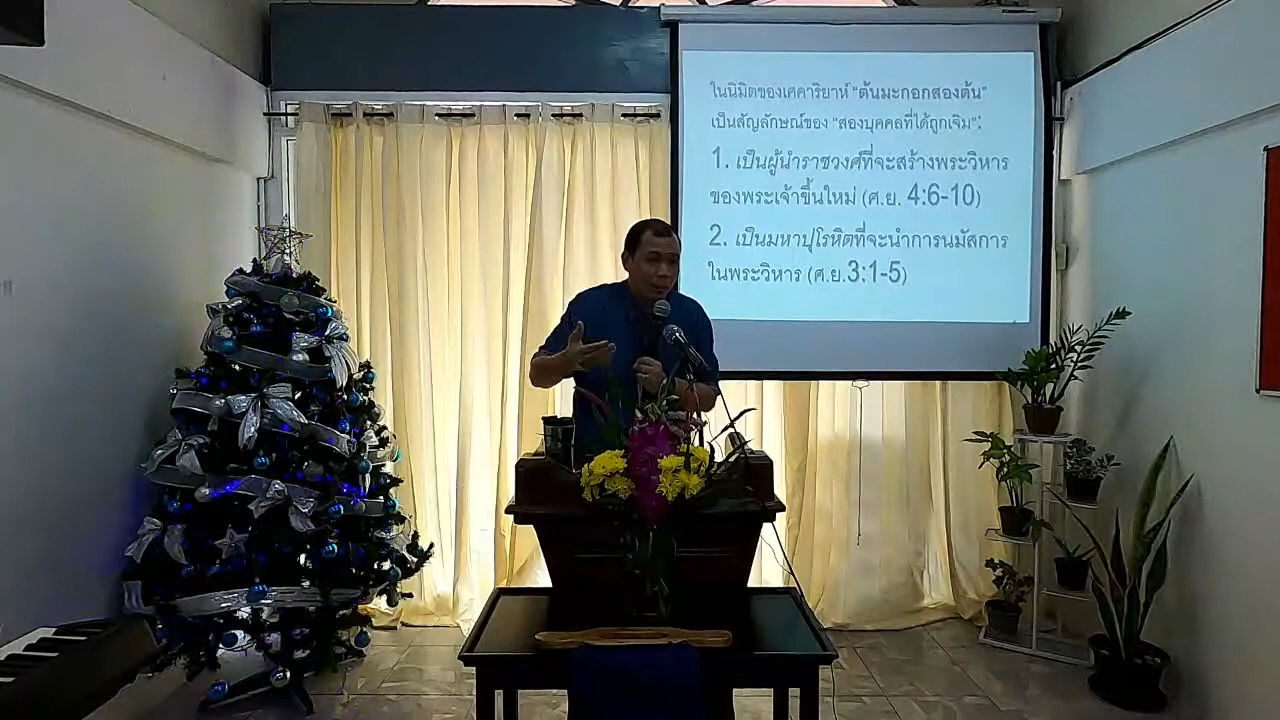 ในนิมิตของเศคาริยาห์ “ต้นมะกอกสองต้น”
เป็นสัญลักษณ์ของ “สองบุคคลที่ได้ถูกเจิม”:
1. เป็นผู้นำราชวงศ์ที่จะสร้างพระวิหาร
ของพระเจ้าขึ้นใหม่ (ศ.ย. 4:6-10)
2. เป็นมหาปุโรหิตที่จะนำการนมัสการ
ในพระวิหาร (ศ.ย.3:1-5)